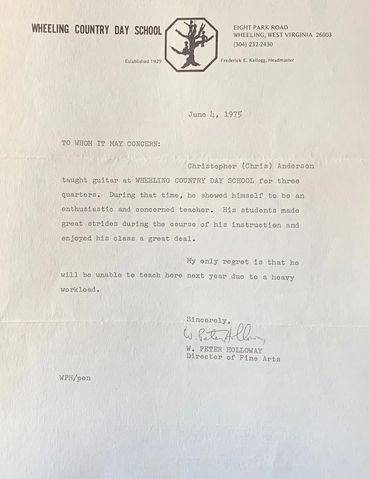 WHEELING COUNTRY DAY SCHOOL
Established 1929
EIGHT PARK ROAD
WHEELING, WEST VIRGINIA 26003
(304) 232-2430
Frederick E. Kellogg, Headmaster
June 4, 1975
TO WHOM IT MAY CONCERN:
Christopher (Chris) Anderson
taught guitar at WHEELING COUNTRY DAY SCHOOL for three
quarters. During that time, he showed himself to be an
enthusiastic and concerned teacher. His students made
great strides during the course of his instruction and
enjoyed his class a great deal.
My only regret is that he
will be unable to teach here next year due to a heavy
workload.
Sincerely,
W. Peter Holloway
W. PETER HOLLOWAY
Director of Fine Arts
WPH/pon